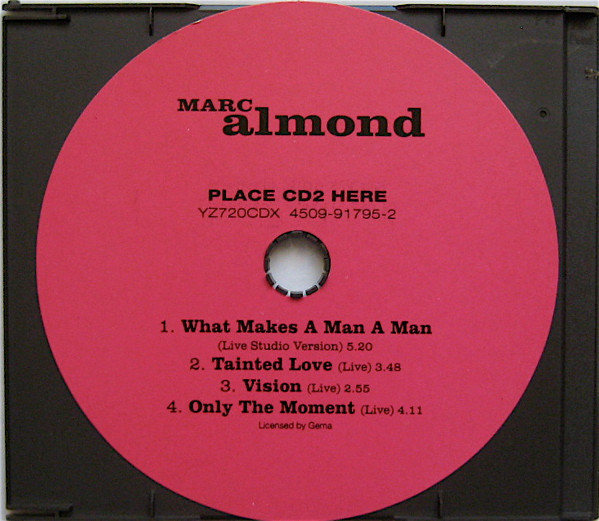 MARC
almond
PLACE CD2 HERE
YZ720CDX 4509-91795-2
1. What Makes A Man A Man
(Live Studio Version) 5.20
2. Tainted Love (Live) 3.48
3. Vision (Live) 2.55
4. Only The Moment (Live) 4.11
Licensed by Gema